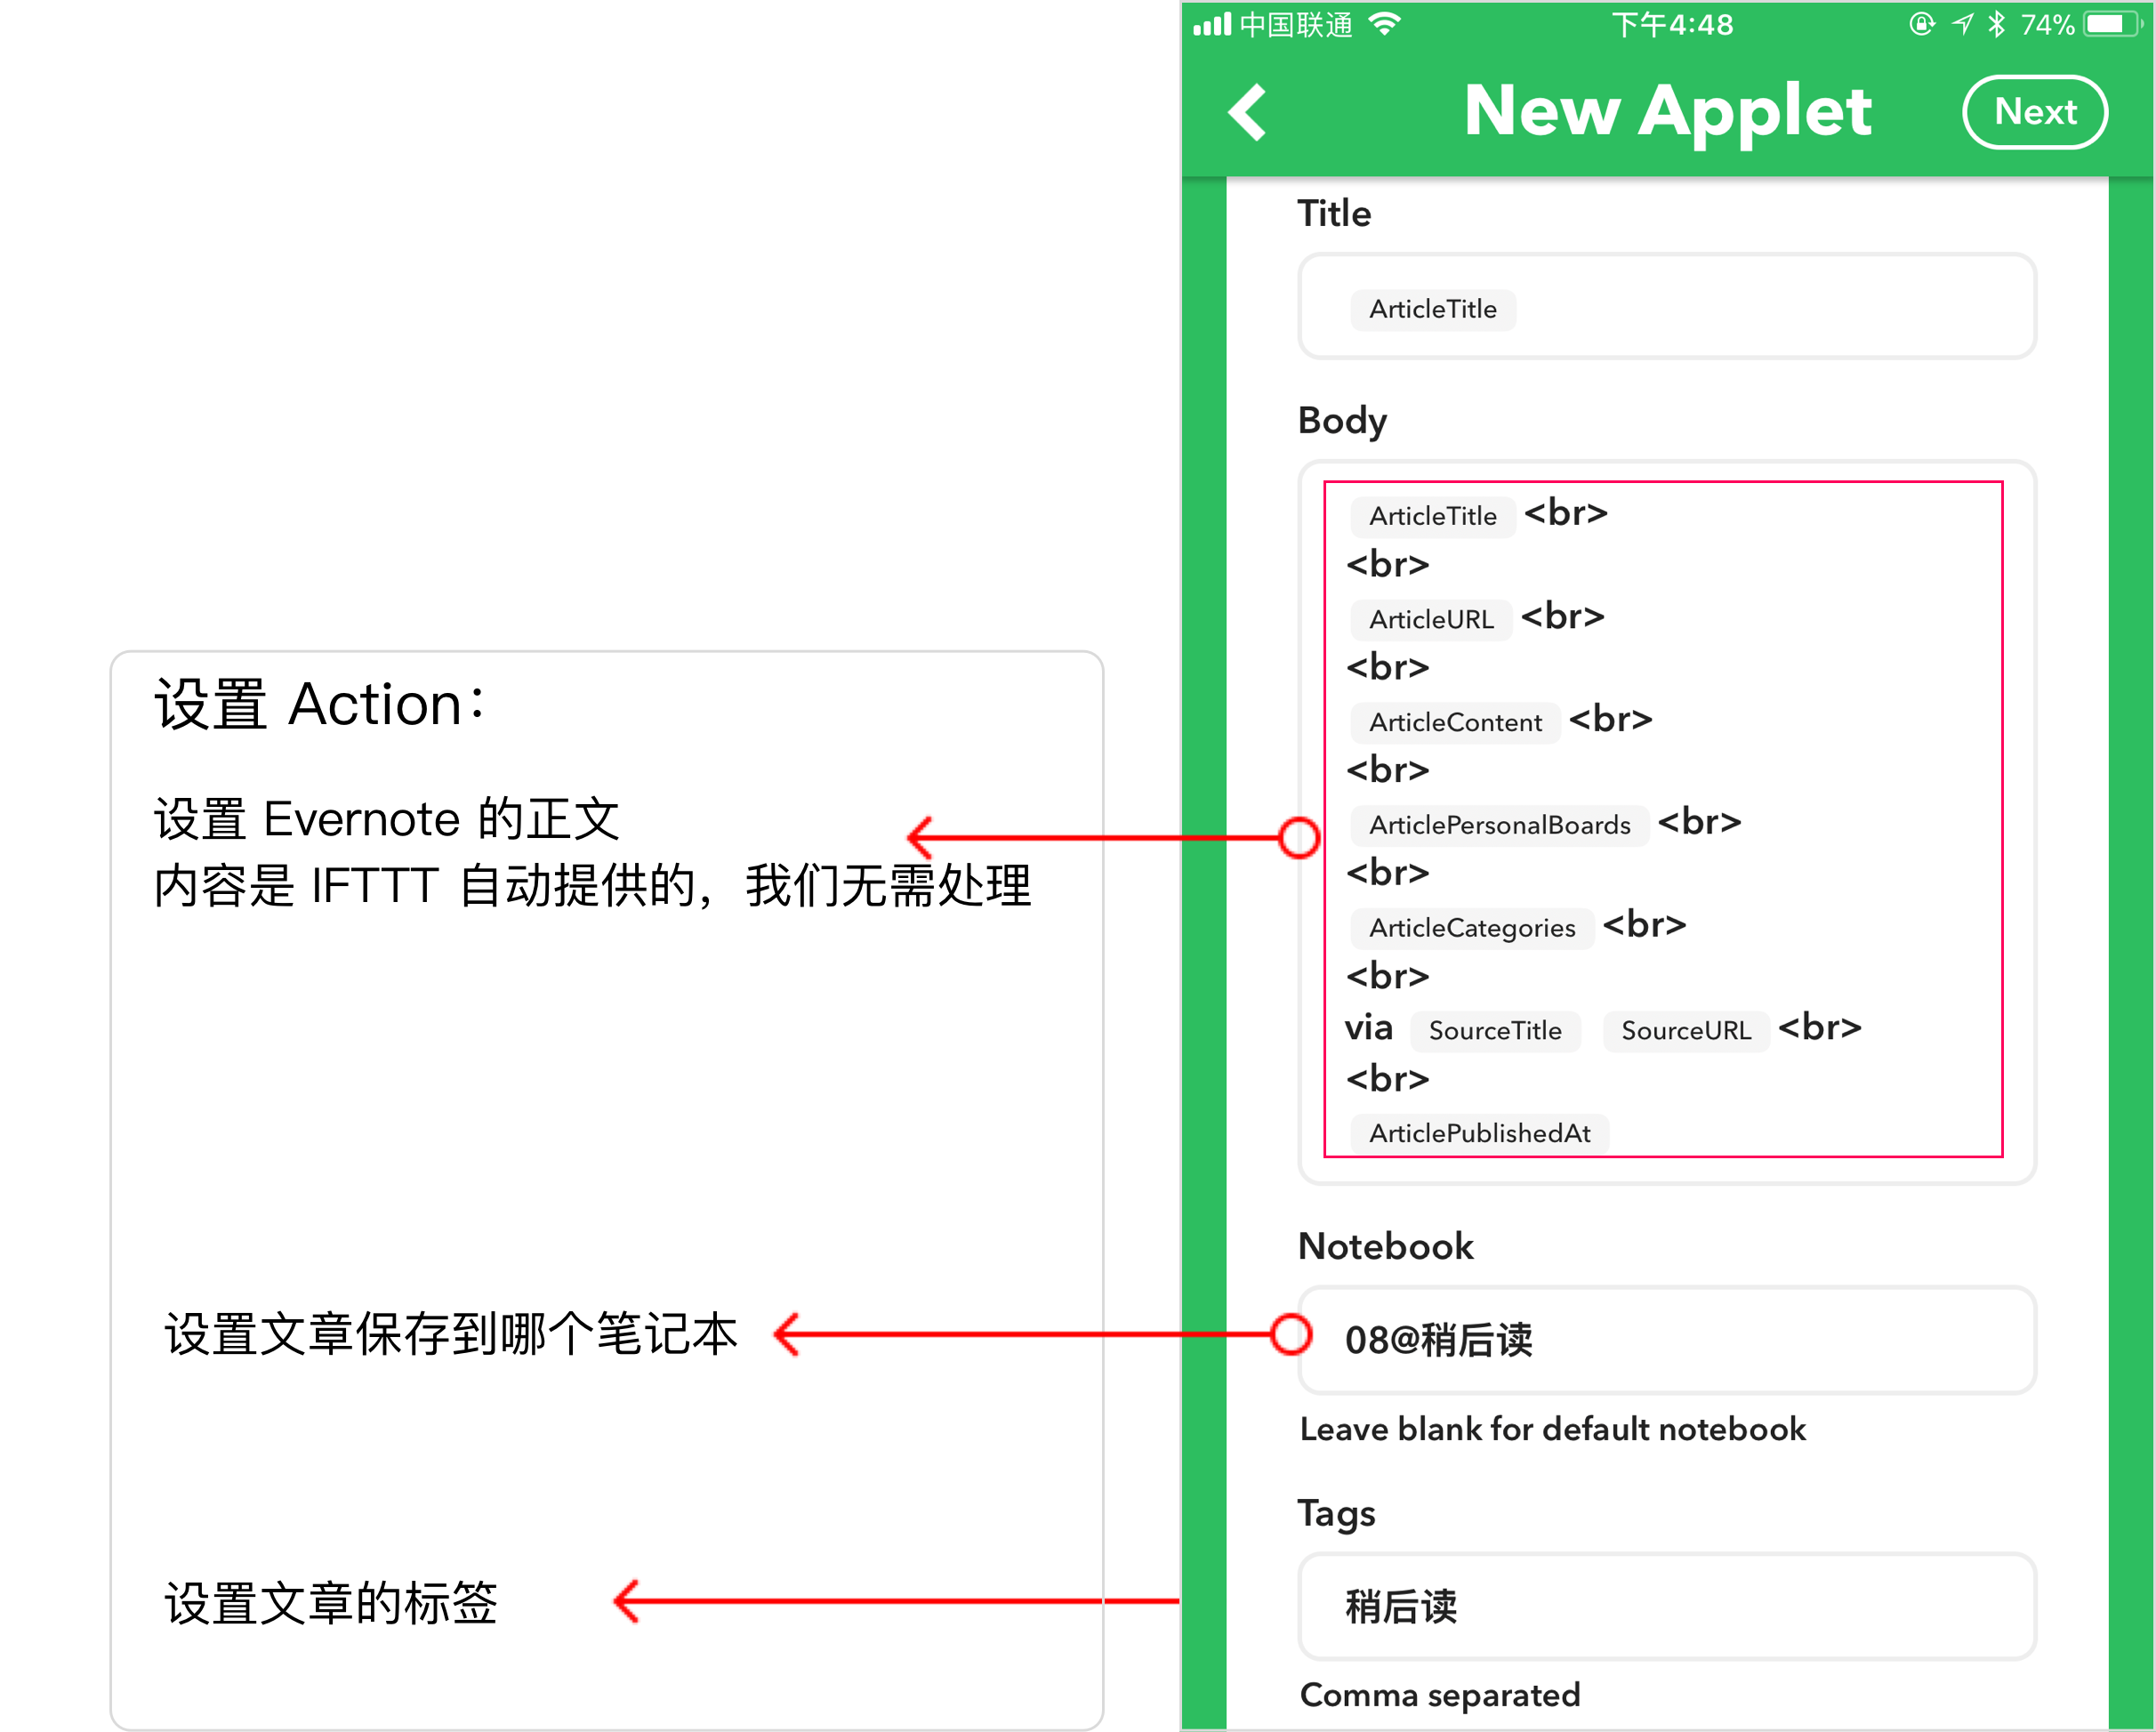 中国联通
下午4:48
74%
New Applet
Next
Title
ArticleTitle
Body
ArticleTitle <br>
<br>
ArticleURL <br>
<br>
ArticleContent <br>
<br>
ArticlePersonalBoards <br>
<br>
ArticleCategories <br>
<br>
via SourceTitle SourceURL <br>
<br>
ArticlePublishedAt
Notebook
08@稍后读
Leave blank for default notebook
Tags
稍后读
Comma separated
设置 Action：
设置 Evernote 的正文
内容是 IFTTT 自动提供的，我们无需处理
设置文章保存到哪个笔记本
设置文章的标签